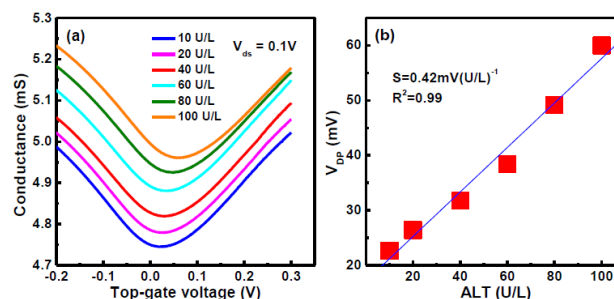 (a)
10 U/L
20 U/L
40 U/L
60 U/L
80 U/L
100 U/L
V_ds = 0.1V
Conductance (mS)
5.3
5.2
5.1
5.0
4.9
4.8
4.7
-0.2 -0.1 0.0 0.1 0.2 0.3 0.4
Top-gate voltage (V)
(b)
S=0.42mV(U/L)^-1
R^2=0.99
V_DP (mV)
60
50
40
30
20
20 40 60 80 100
ALT (U/L)